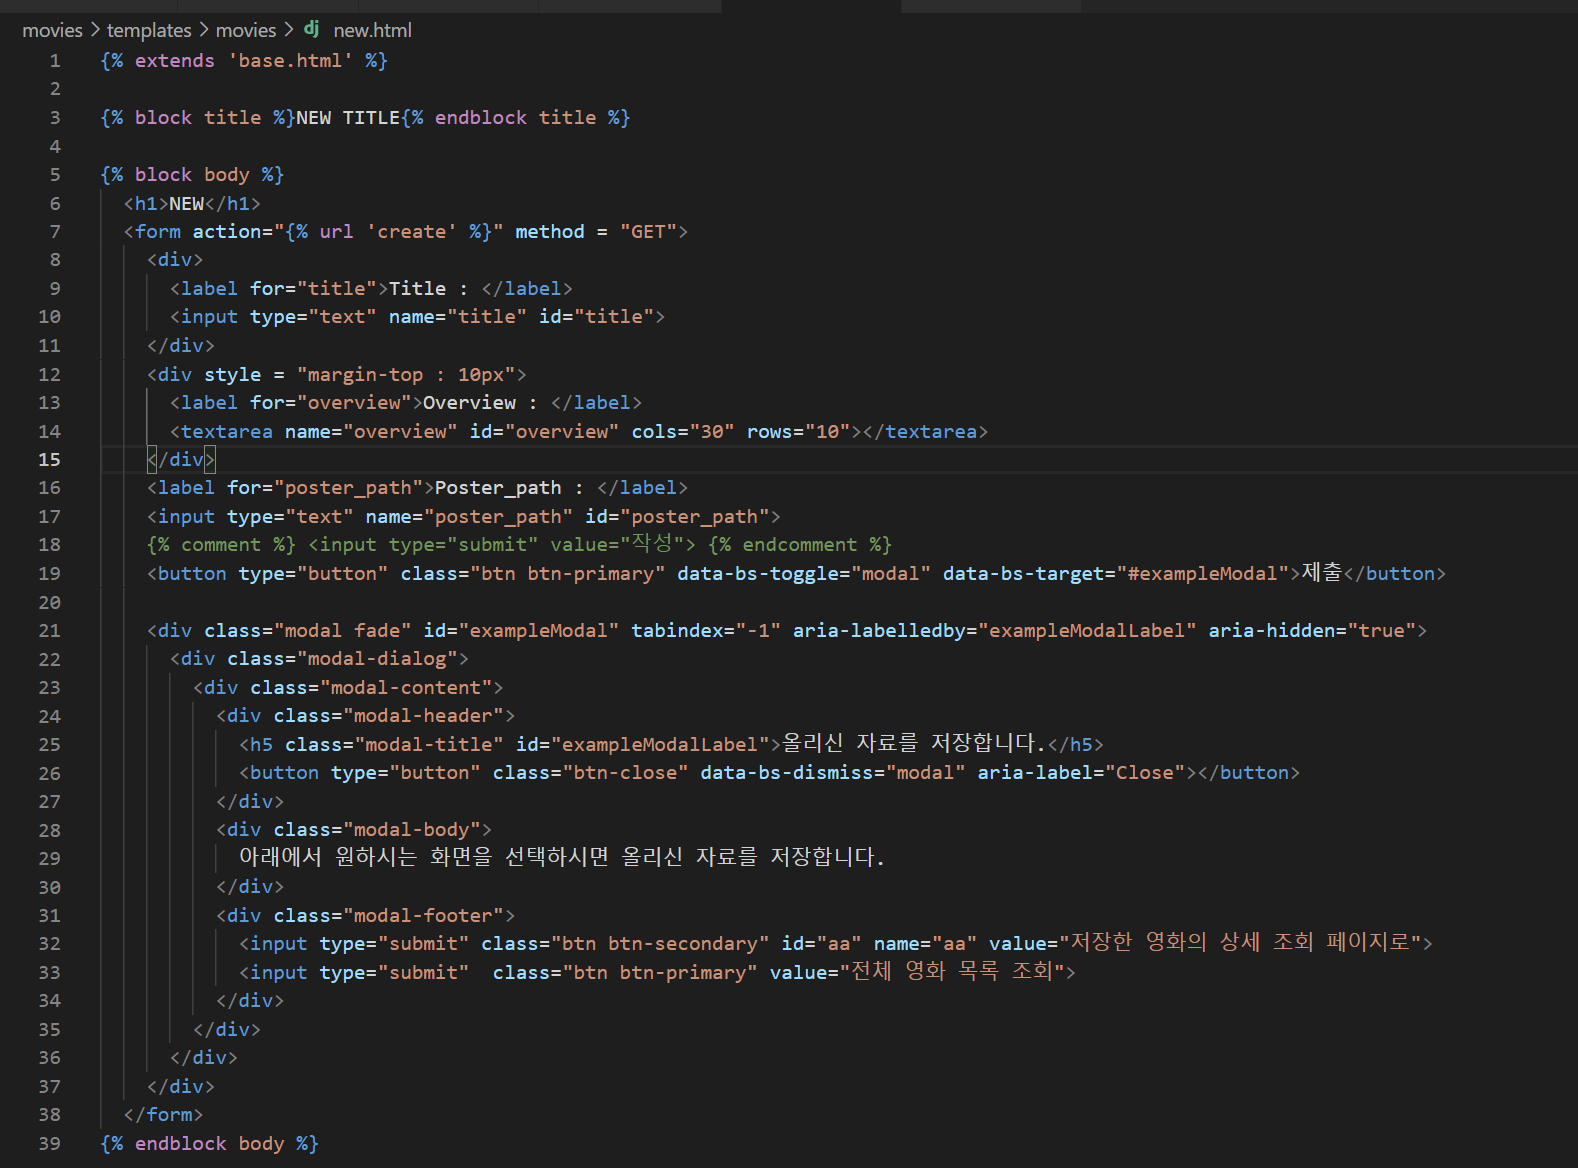 movies > templates > movies > dj new.html
1 {% extends 'base.html' %}
2
3 {% block title %}NEW TITLE{% endblock title %}
4
5 {% block body %}
6   <h1>NEW</h1>
7   <form action="{% url 'create' %}" method = "GET">
8     <div>
9       <label for="title">Title : </label>
10       <input type="text" name="title" id="title">
11     </div>
12     <div style = "margin-top : 10px">
13       <label for="overview">Overview : </label>
14       <textarea name="overview" id="overview" cols="30" rows="10"></textarea>
15     </div>
16     <label for="poster_path">Poster_path : </label>
17     <input type="text" name="poster_path" id="poster_path">
18     {% comment %} <input type="submit" value="작성"> {% endcomment %}
19     <button type="button" class="btn btn-primary" data-bs-toggle="modal" data-bs-target="#exampleModal">제출</button>
20
21     <div class="modal fade" id="exampleModal" tabindex="-1" aria-labelledby="exampleModalLabel" aria-hidden="true">
22       <div class="modal-dialog">
23         <div class="modal-content">
24           <div class="modal-header">
25             <h5 class="modal-title" id="exampleModalLabel">올리신 자료를 저장합니다.</h5>
26             <button type="button" class="btn-close" data-bs-dismiss="modal" aria-label="Close"></button>
27           </div>
28           <div class="modal-body">
29             아래에서 원하시는 화면을 선택하시면 올리신 자료를 저장합니다.
30           </div>
31           <div class="modal-footer">
32             <input type="submit" class="btn btn-secondary" id="aa" name="aa" value="저장한 영화의 상세 조회 페이지로">
33             <input type="submit"  class="btn btn-primary" value="전체 영화 목록 조회">
34           </div>
35         </div>
36       </div>
37     </div>
38   </form>
39 {% endblock body %}